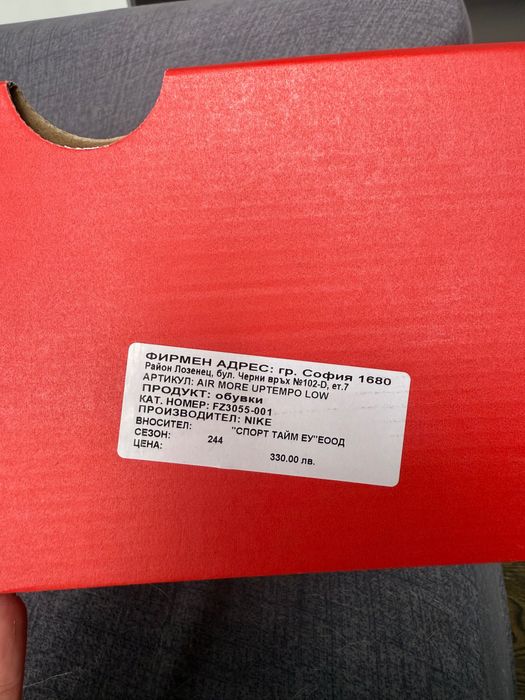 ФИРМЕН АДРЕС: гр. София 1680
Район Лозенец, бул. Черни връх №102-D, ет.7
АРТИКУЛ: AIR MORE UPTEMPO LOW
ПРОДУКТ: обувки
КАТ. НОМЕР: FZ3055-001
ПРОИЗВОДИТЕЛ: NIKE
ВНОСИТЕЛ: "СПОРТ ТАЙМ ЕУ"ЕООД
СЕЗОН: 244
ЦЕНА: 330.00 лв.